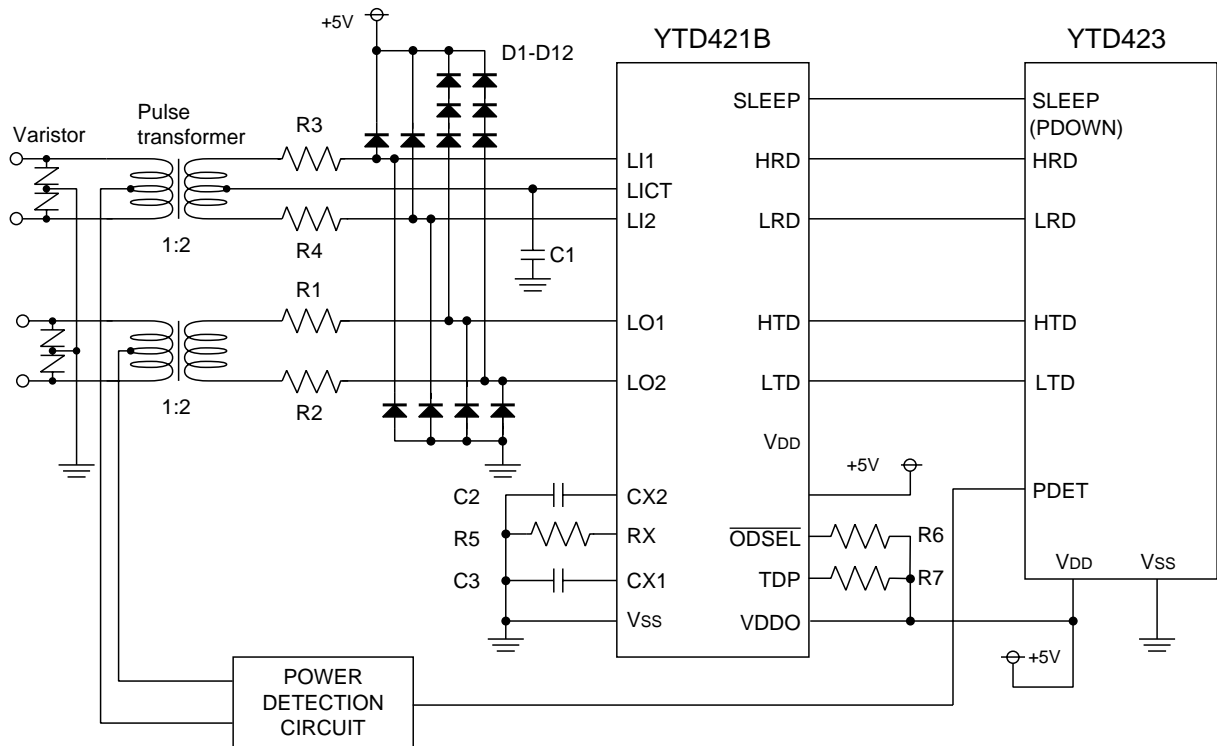 +5V
D1-D12
YTD421B
YTD423
Varistor
Pulse
transformer
R3
SLEEP
SLEEP
(PDOWN)
LI1
HRD
HRD
LICT
LI2
LRD
LRD
1:2
R4
C1
R1
LO1
HTD
HTD
LO2
LTD
LTD
1:2
R2
VDD
+5V
C2
CX2
PDET
R5
RX
ODSEL
R6
C3
CX1
TDP
R7
VDD
VSS
VSS
VDDO
+5V
POWER
DETECTION
CIRCUIT